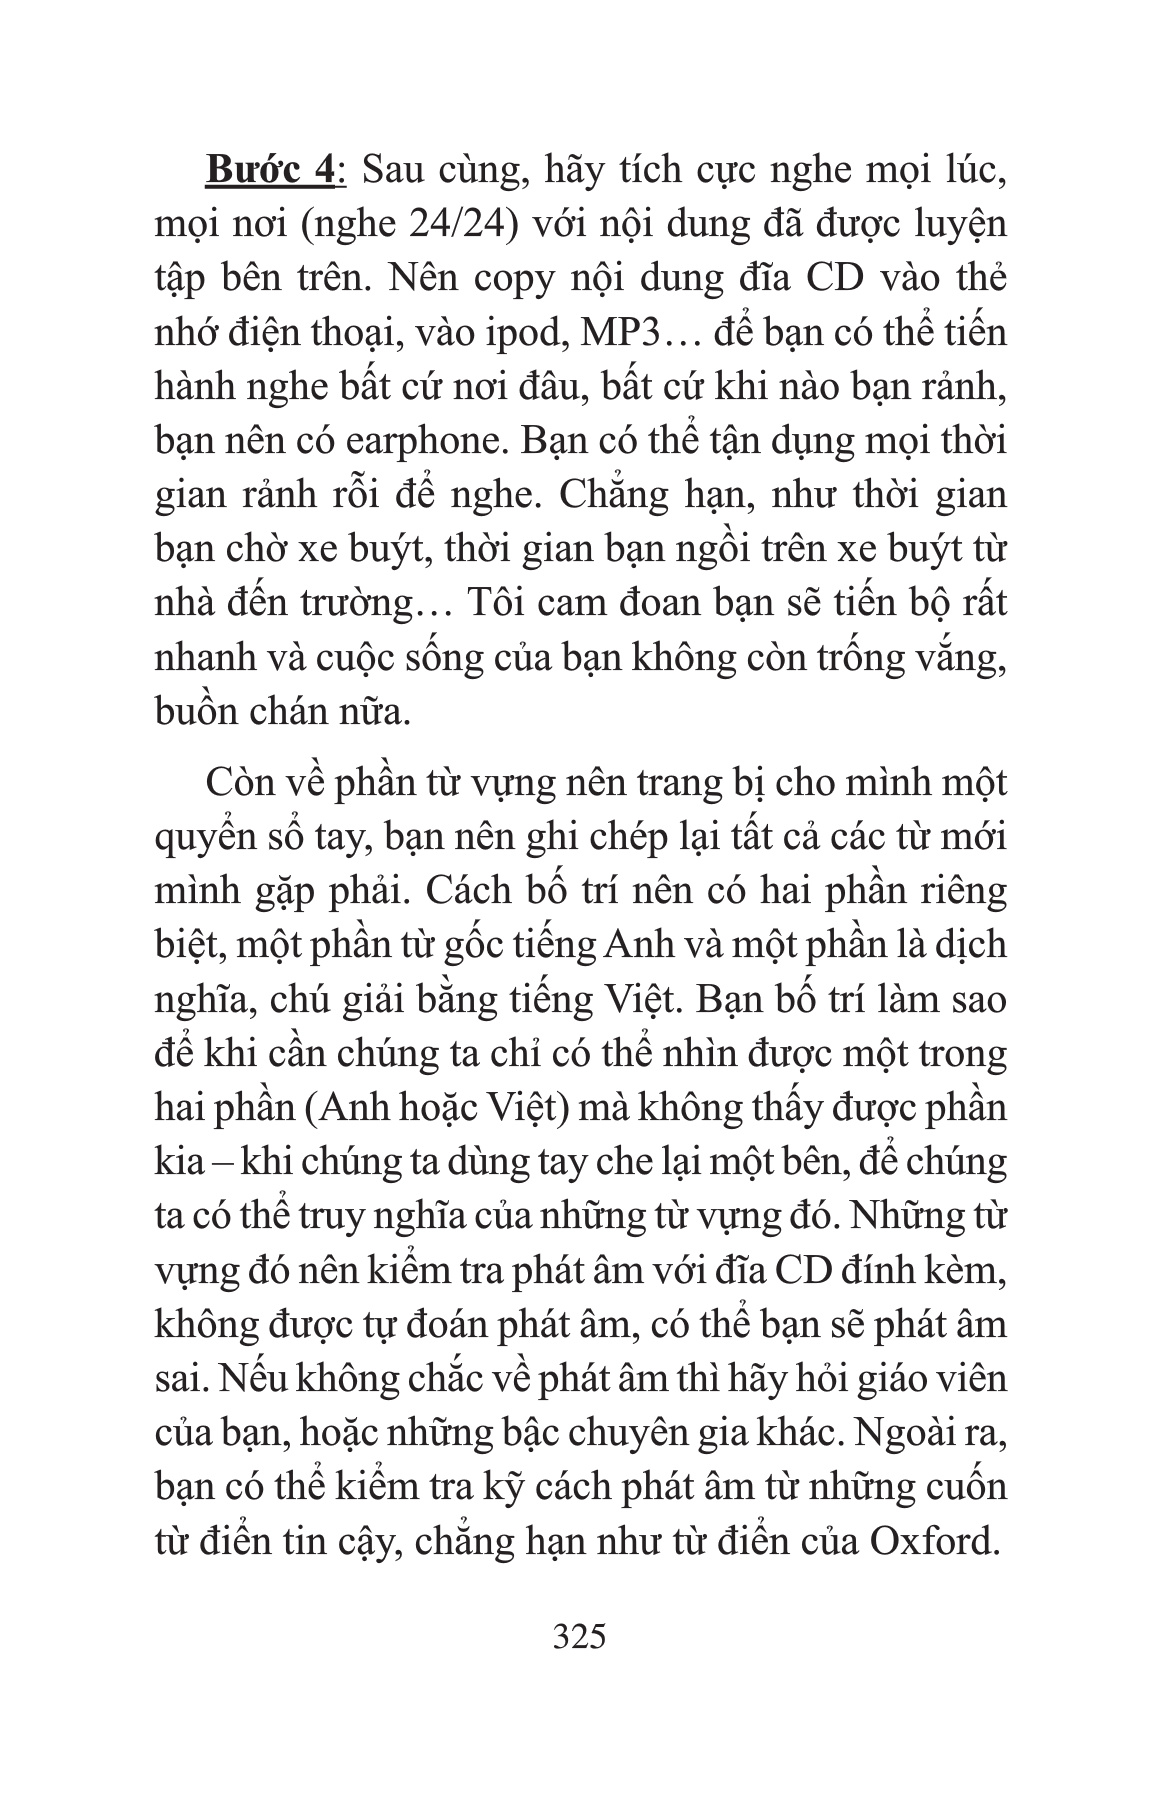 Bước 4: Sau cùng, hãy tích cực nghe mọi lúc,
mọi nơi (nghe 24/24) với nội dung đã được luyện
tập bên trên. Nên copy nội dung đĩa CD vào thẻ
nhớ điện thoại, vào ipod, MP3… để bạn có thể tiến
hành nghe bất cứ nơi đâu, bất cứ khi nào bạn rảnh,
bạn nên có earphone. Bạn có thể tận dụng mọi thời
gian rảnh rỗi để nghe. Chẳng hạn, như thời gian
bạn chờ xe buýt, thời gian bạn ngồi trên xe buýt từ
nhà đến trường… Tôi cam đoan bạn sẽ tiến bộ rất
nhanh và cuộc sống của bạn không còn trống vắng,
buồn chán nữa.
Còn về phần từ vựng nên trang bị cho mình một
quyển sổ tay, bạn nên ghi chép lại tất cả các từ mới
mình gặp phải. Cách bố trí nên có hai phần riêng
biệt, một phần từ gốc tiếng Anh và một phần là dịch
nghĩa, chú giải bằng tiếng Việt. Bạn bố trí làm sao
để khi cần chúng ta chỉ có thể nhìn được một trong
hai phần (Anh hoặc Việt) mà không thấy được phần
kia – khi chúng ta dùng tay che lại một bên, để chúng
ta có thể truy nghĩa của những từ vựng đó. Những từ
vựng đó nên kiểm tra phát âm với đĩa CD đính kèm,
không được tự đoán phát âm, có thể bạn sẽ phát âm
sai. Nếu không chắc về phát âm thì hãy hỏi giáo viên
của bạn, hoặc những bậc chuyên gia khác. Ngoài ra,
bạn có thể kiểm tra kỹ cách phát âm từ những cuốn
từ điển tin cậy, chẳng hạn như từ điển của Oxford.
325